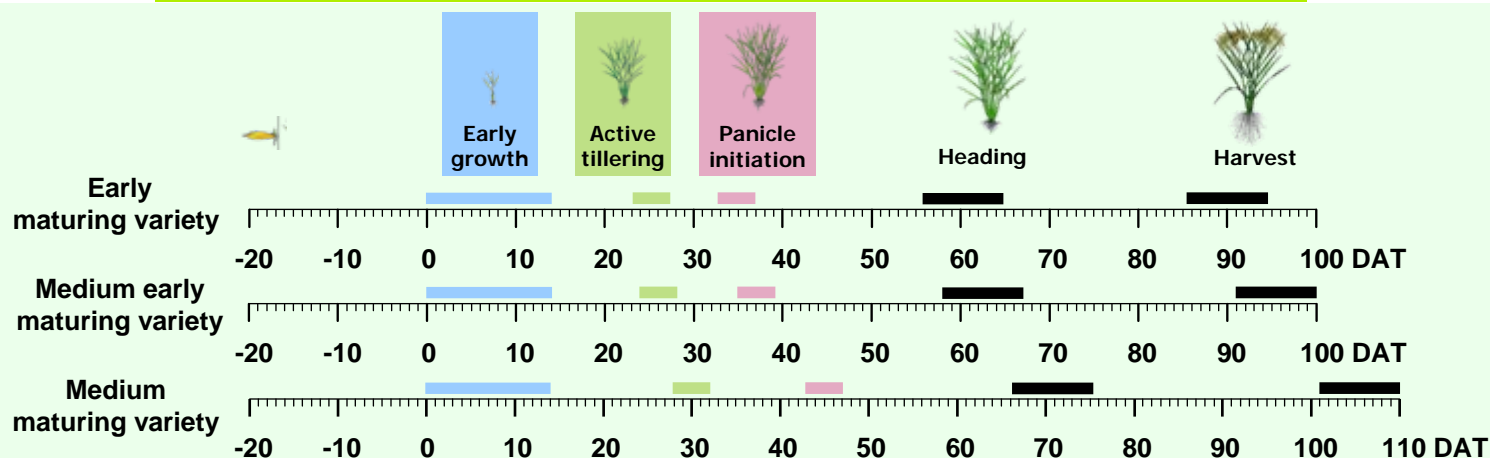 Early
growth
Active
tillering
Panicle
initiation
Heading
Harvest
Early
maturing variety
-20 -10 0 10 20 30 40 50 60 70 80 90 100 DAT
Medium early
maturing variety
-20 -10 0 10 20 30 40 50 60 70 80 90 100 DAT
Medium
maturing variety
-20 -10 0 10 20 30 40 50 60 70 80 90 100 110 DAT